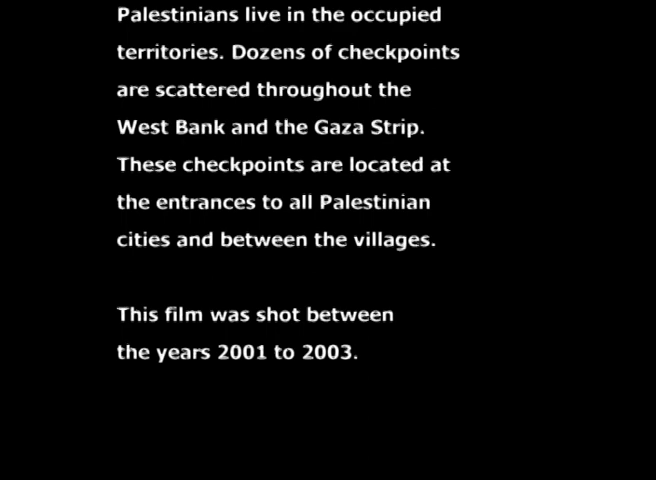 Palestinians live in the occupied
territories. Dozens of checkpoints
are scattered throughout the
West Bank and the Gaza Strip.
These checkpoints are located at
the entrances to all Palestinian
cities and between the villages.
This film was shot between
the years 2001 to 2003.